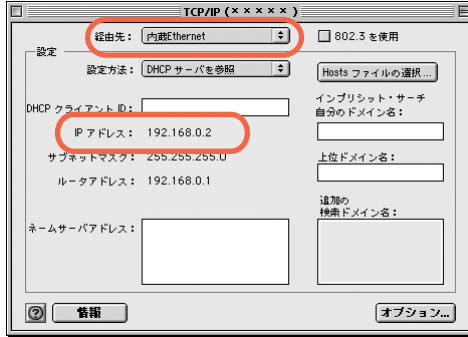 TCP/IP (×××××)
経由先： 内蔵Ethernet
802.3 を使用
設定
設定方法： DHCP サーバを参照
Hosts ファイルの選択...
DHCP クライアント ID：
インプリシット・サーチ
自分のドメイン名：
IP アドレス： 192.168.0.2
サブネットマスク： 255.255.255.0
上位ドメイン名：
ルータアドレス： 192.168.0.1
追加の
検索ドメイン名：
ネームサーバアドレス：
? 情報
オプション...